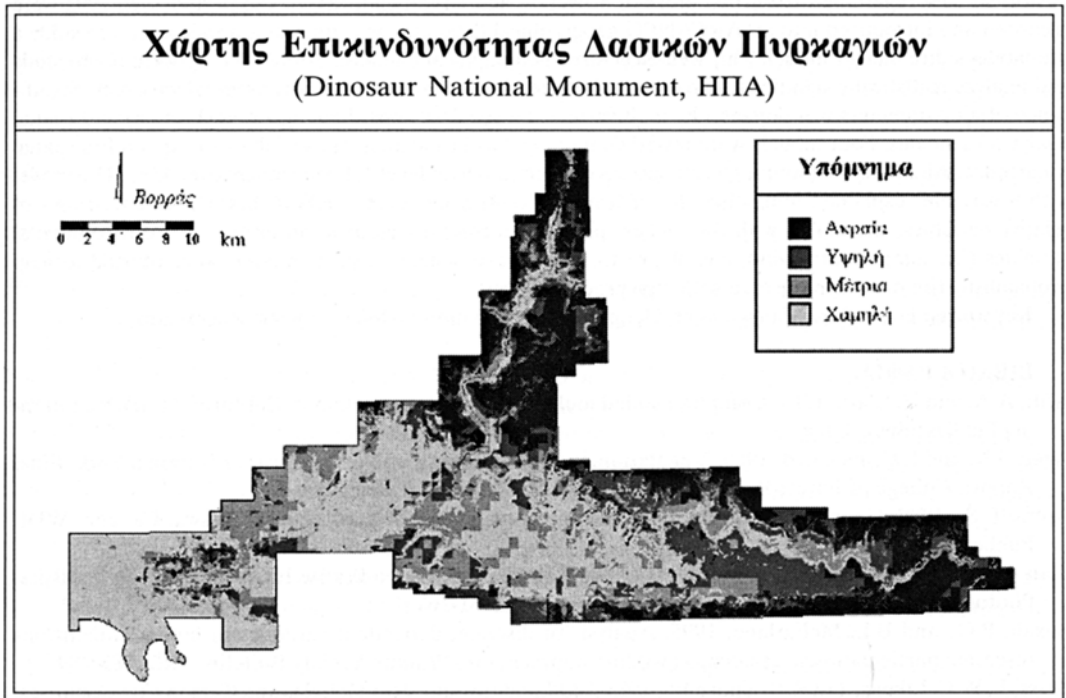 Χάρτης Επικινδυνότητας Δασικών Πυρκαγιών
(Dinosaur National Monument, ΗΠΑ)
Βορράς
0 2 4 6 8 10 km
Υπόμνημα
Ακραία
Υψηλή
Μέτρια
Χαμηλή